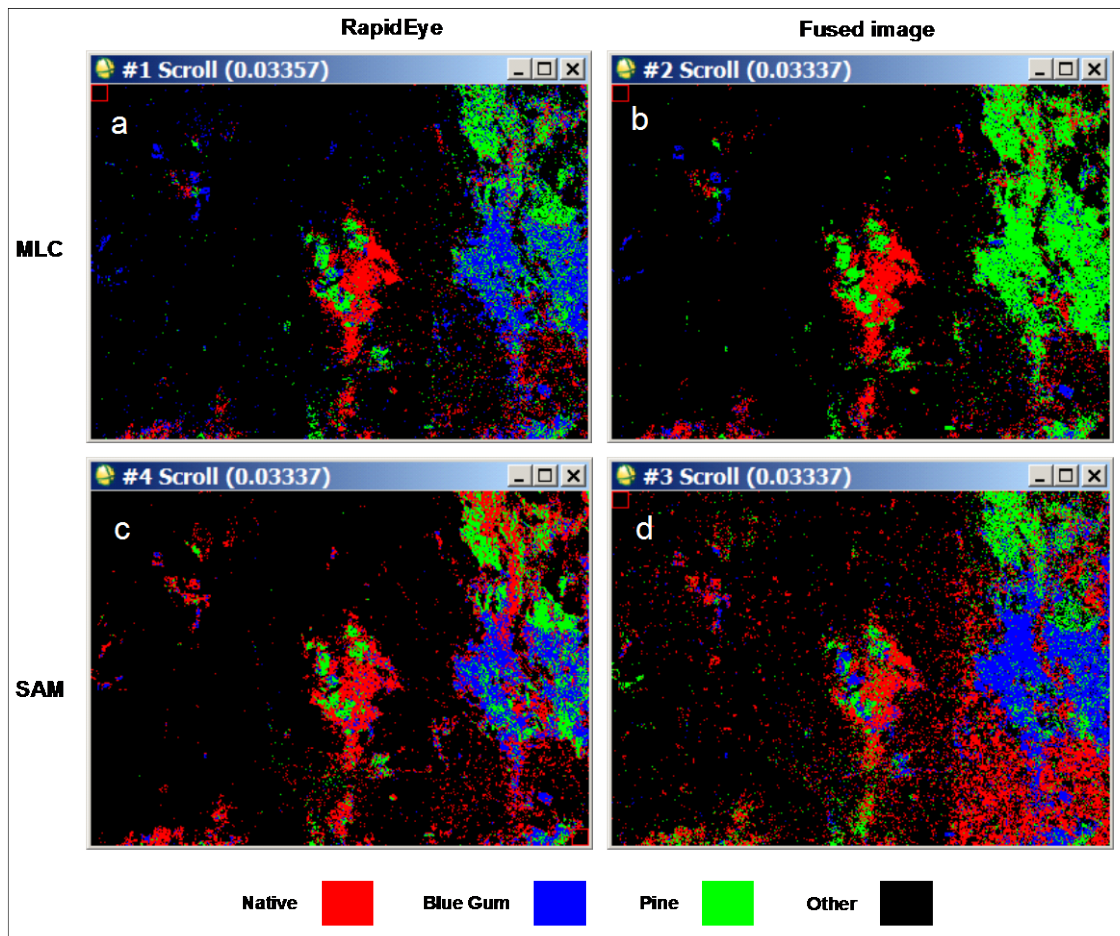 RapidEye
Fused image
#1 Scroll (0.03357)
#2 Scroll (0.03337)
a
b
MLC
#4 Scroll (0.03337)
#3 Scroll (0.03337)
c
d
SAM
Native
Blue Gum
Pine
Other